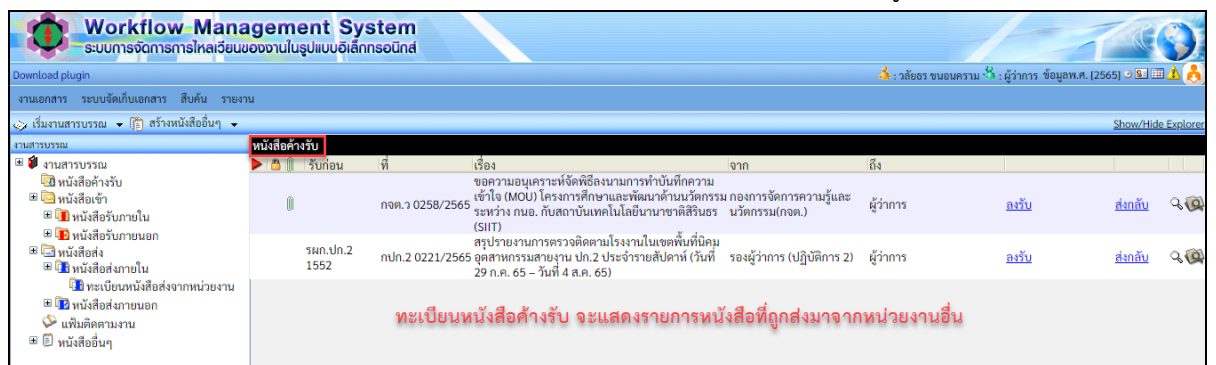 Workflow Management System
ระบบการจัดการการไหลเวียนของงานในรูปแบบอิเล็กทรอนิกส์
Download plugin
: วลัยธร ขนอนคราม : ผู้ว่าการ ข้อมูลพ.ศ. [2565]
งานเอกสาร ระบบจัดเก็บเอกสาร สืบค้น รายงาน
เริ่มงานสารบรรณ สร้างหนังสืออื่นๆ Show/Hide Explorer
งานสารบรรณ
งานสารบรรณ
หนังสือค้างรับ
หนังสือเข้า
หนังสือรับภายใน
หนังสือรับภายนอก
หนังสือส่ง
หนังสือส่งภายใน
ทะเบียนหนังสือส่งจากหน่วยงาน
หนังสือส่งภายนอก
แฟ้มติดตามงาน
หนังสืออื่นๆ
หนังสือค้างรับ
รับก่อน ที่ เรื่อง จาก ถึง
กจต.ว 0258/2565
ขอความอนุเคราะห์จัดพิธีลงนามการทำบันทึกความ
เข้าใจ (MOU) โครงการศึกษาและพัฒนาด้านนวัตกรรม
ระหว่าง กนอ. กับสถาบันเทคโนโลยีนานาชาติสิรินธร
(SIIT)
กองการจัดการความรู้และ
นวัตกรรม(กจต.)
ผู้ว่าการ ลงรับ ส่งกลับ
รผก.ปก.2
1552
กปก.2 0221/2565
สรุปรายงานการตรวจติดตามโรงงานในเขตพื้นที่นิคม
อุตสาหกรรมสายงาน ปก.2 ประจำรายสัปดาห์ (วันที่
29 ก.ค. 65 – วันที่ 4 ส.ค. 65)
รองผู้ว่าการ (ปฏิบัติการ 2) ผู้ว่าการ ลงรับ ส่งกลับ
ทะเบียนหนังสือค้างรับ จะแสดงรายการหนังสือที่ถูกส่งมาจากหน่วยงานอื่น